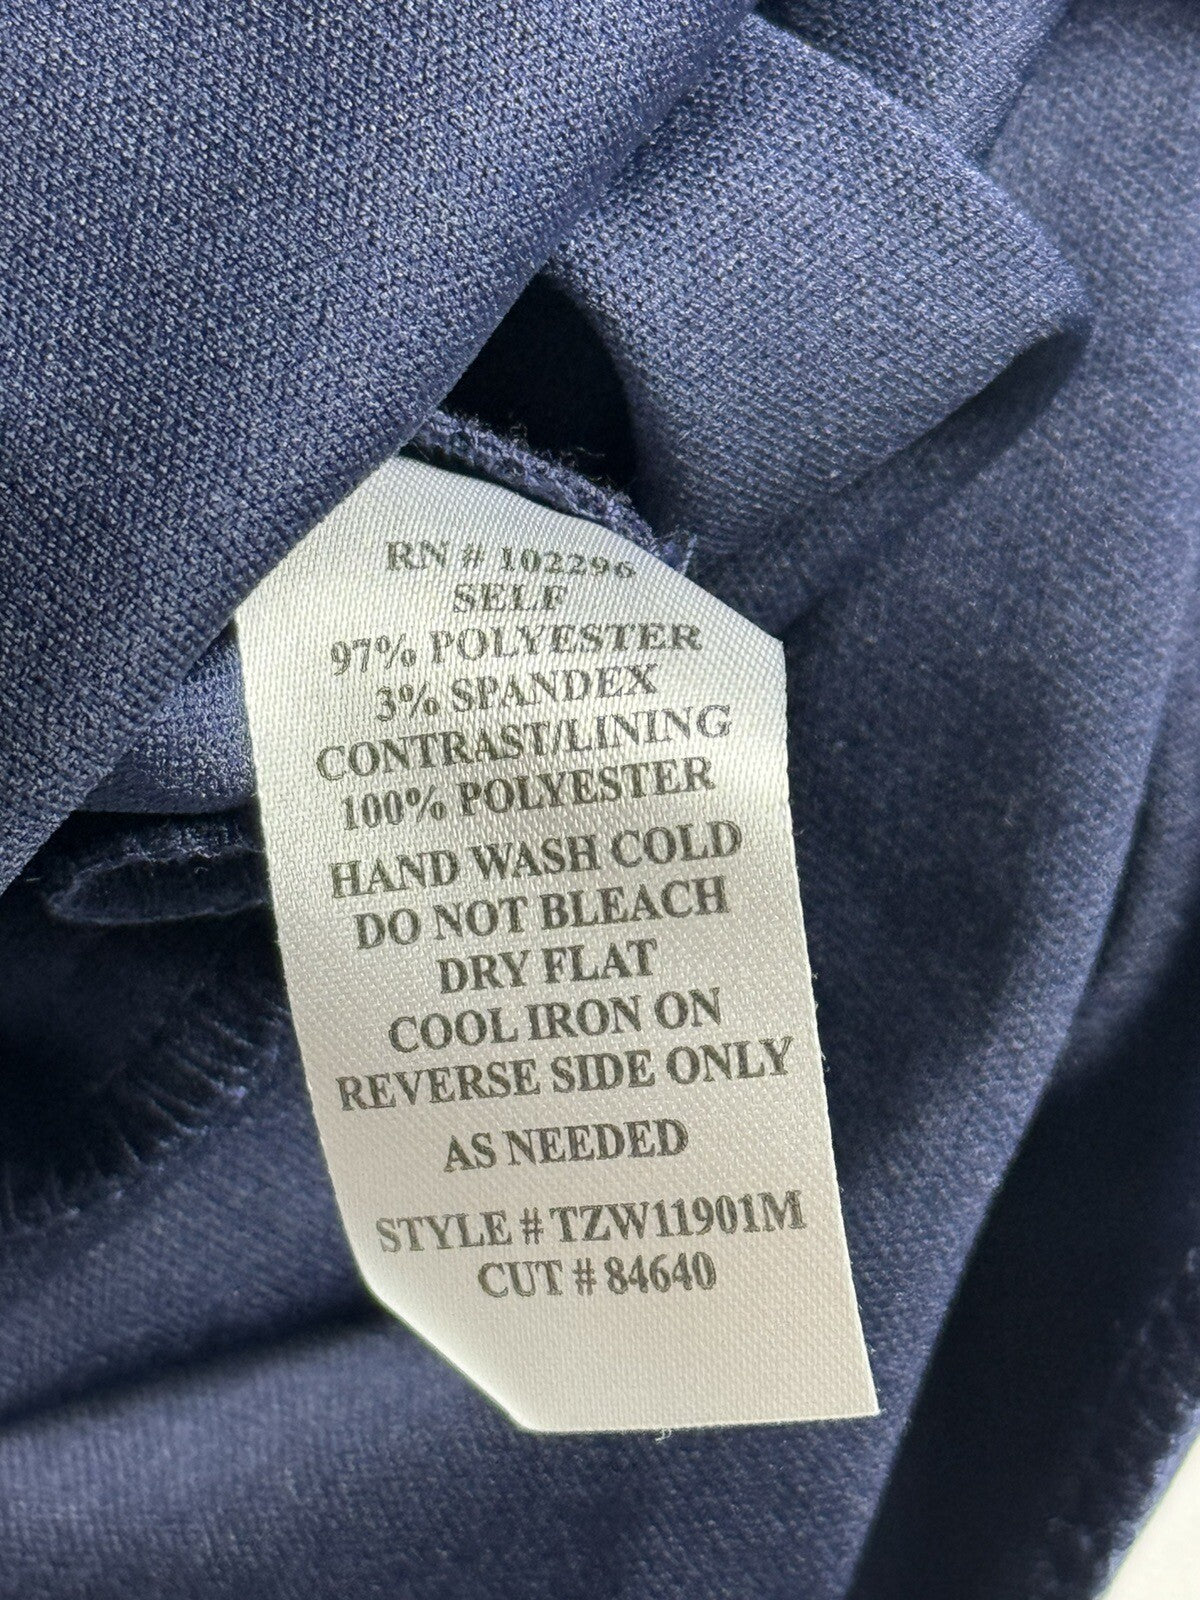 RN # 102296
SELF
97% POLYESTER
3% SPANDEX
CONTRAST/LINING
100% POLYESTER
HAND WASH COLD
DO NOT BLEACH
DRY FLAT
COOL IRON ON
REVERSE SIDE ONLY
AS NEEDED
STYLE # TZW11901M
CUT # 84640